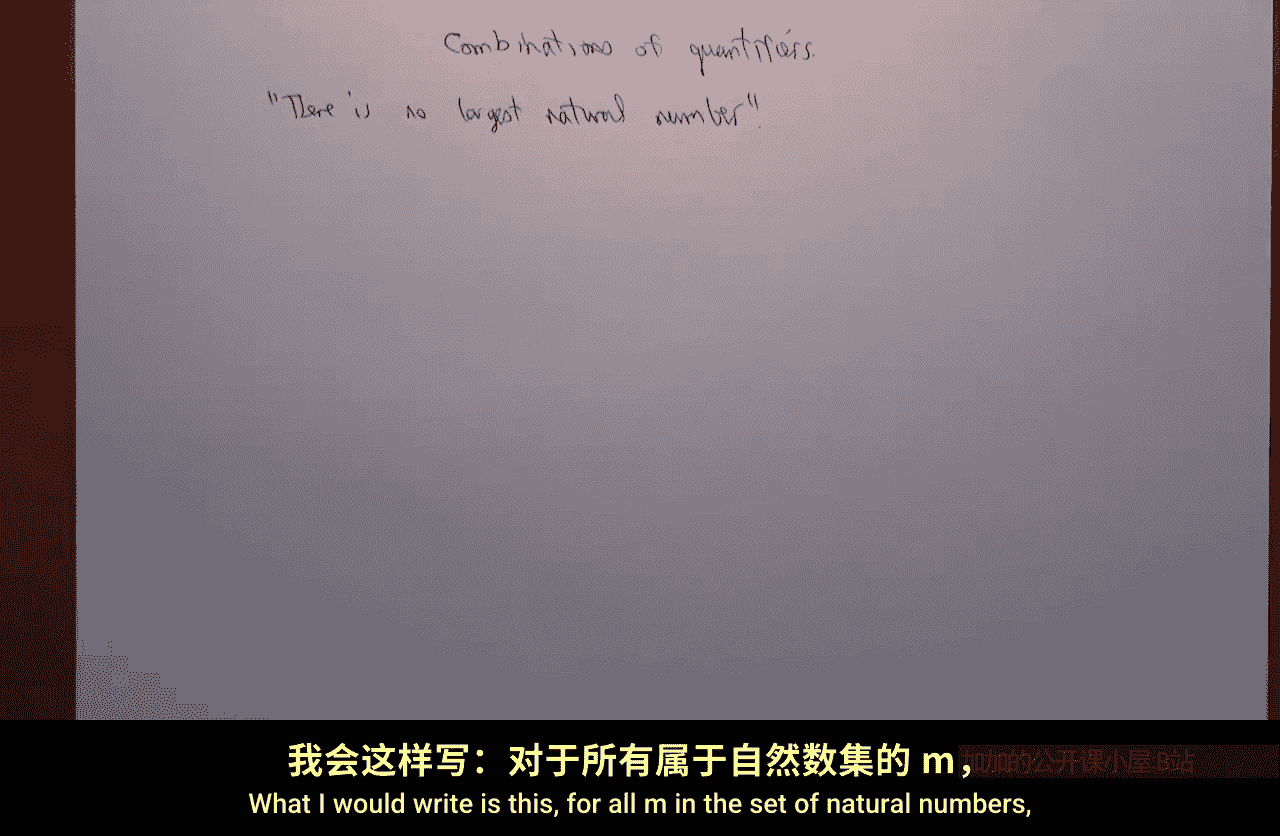 Combinations of quantifiers.
"There is no largest natural number".
我会这样写：对于所有属于自然数集的 m，
加加的公开课小屋B站
What I would write is this, for all m in the set of natural numbers,